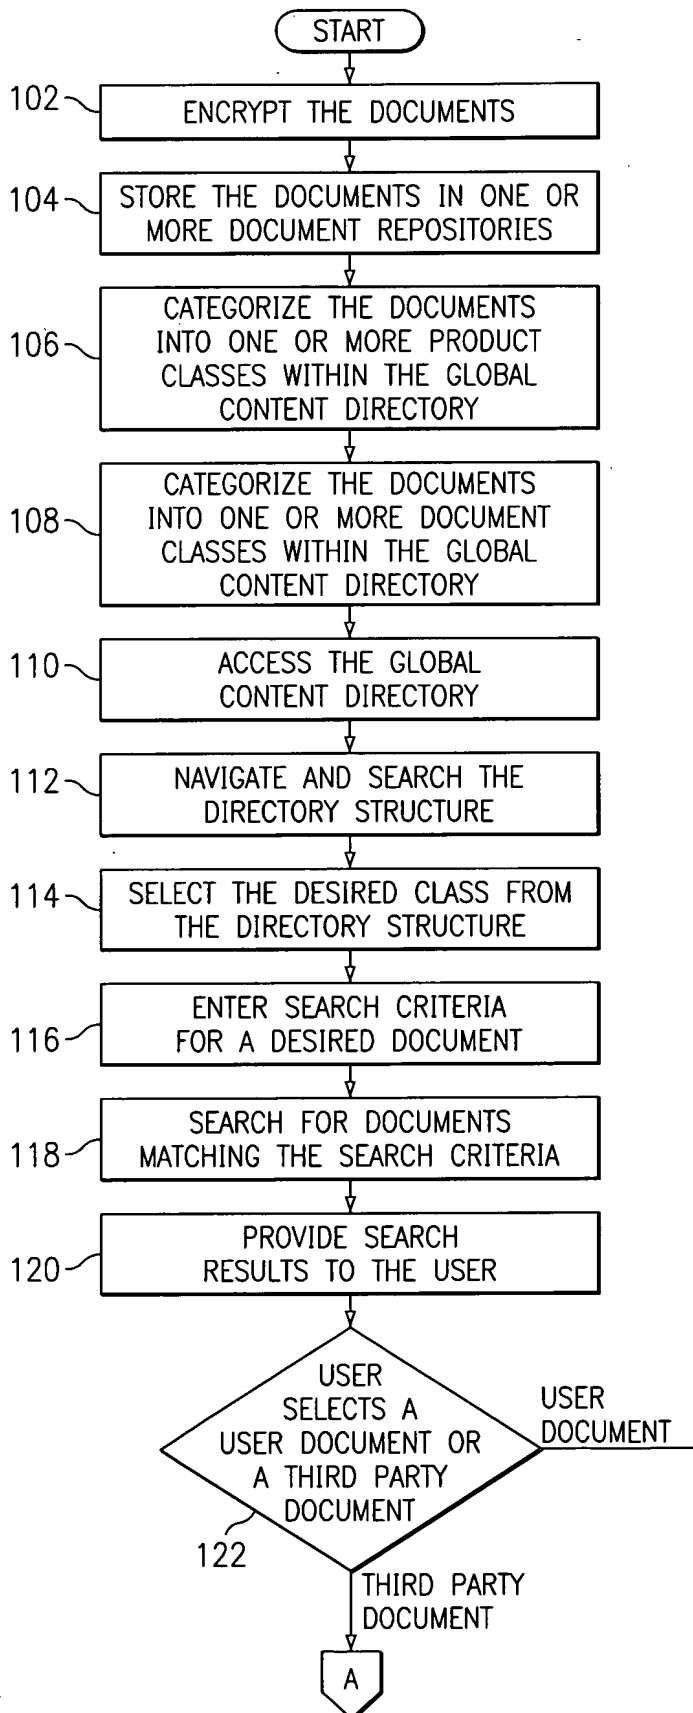 START
102
ENCRYPT THE DOCUMENTS
104
STORE THE DOCUMENTS IN ONE OR
MORE DOCUMENT REPOSITORIES
106
CATEGORIZE THE DOCUMENTS
INTO ONE OR MORE PRODUCT
CLASSES WITHIN THE GLOBAL
CONTENT DIRECTORY
108
CATEGORIZE THE DOCUMENTS
INTO ONE OR MORE DOCUMENT
CLASSES WITHIN THE GLOBAL
CONTENT DIRECTORY
110
ACCESS THE GLOBAL
CONTENT DIRECTORY
112
NAVIGATE AND SEARCH THE
DIRECTORY STRUCTURE
114
SELECT THE DESIRED CLASS FROM
THE DIRECTORY STRUCTURE
116
ENTER SEARCH CRITERIA
FOR A DESIRED DOCUMENT
118
SEARCH FOR DOCUMENTS
MATCHING THE SEARCH CRITERIA
120
PROVIDE SEARCH
RESULTS TO THE USER
USER
SELECTS A
USER DOCUMENT OR
A THIRD PARTY
DOCUMENT
122
USER
DOCUMENT
THIRD PARTY
DOCUMENT
A